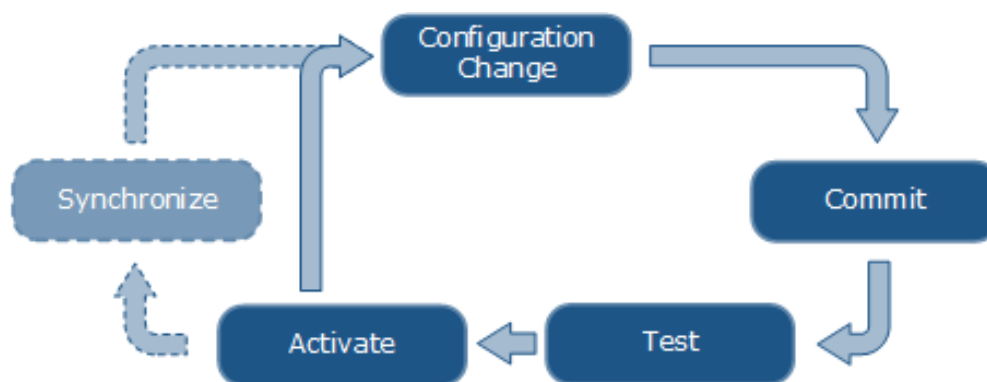 Configuration
Change
Synchronize
Commit
Activate
Test